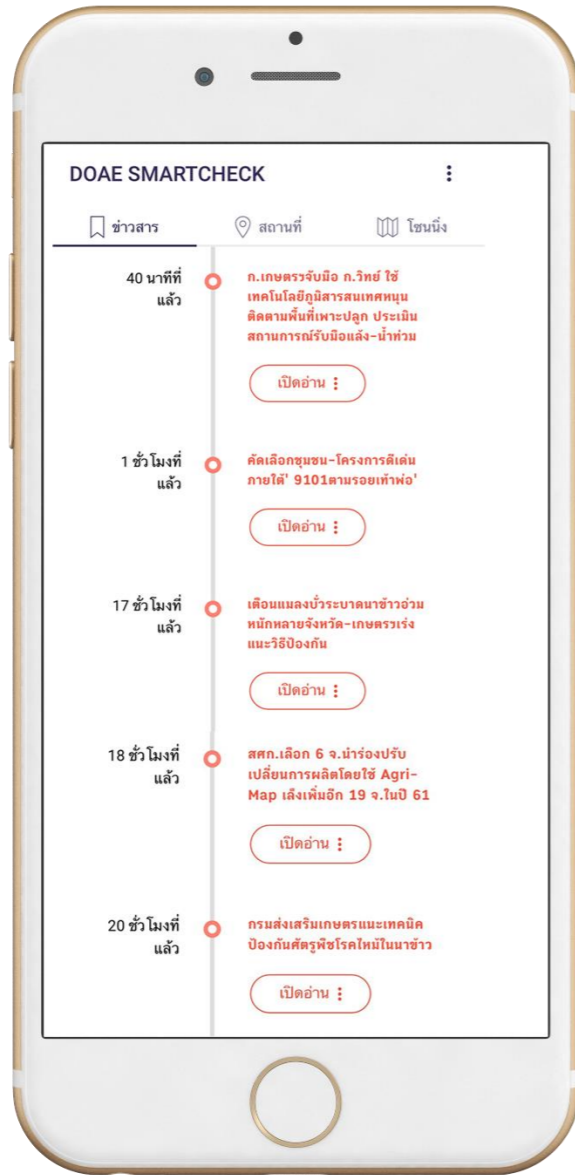 DOAE SMARTCHECK
ข่าวสาร
สถานที่
โซนนิ่ง
40 นาทีที่
แล้ว
ก.เกษตรฯจับมือ ก.วิทย์ ใช้
เทคโนโลยีภูมิสารสนเทศหนุน
ติดตามพื้นที่เพาะปลูก ประเมิน
สถานการณ์รับมือแล้ง-น้ำท่วม
เปิดอ่าน
1 ชั่วโมงที่
แล้ว
คัดเลือกชุมชน-โครงการดีเด่น
ภายใต้' 9101ตามรอยเท้าพ่อ'
เปิดอ่าน
17 ชั่วโมงที่
แล้ว
เตือนแมลงบั่วระบาดนาข้าวอ่วม
หนักหลายจังหวัด-เกษตรฯเร่ง
แนะวิธีป้องกัน
เปิดอ่าน
18 ชั่วโมงที่
แล้ว
สศก.เลือก 6 จ.นำร่องปรับ
เปลี่ยนการผลิตโดยใช้ Agri-
Map เล็งเพิ่มอีก 19 จ.ในปี 61
เปิดอ่าน
20 ชั่วโมงที่
แล้ว
กรมส่งเสริมเกษตรแนะเทคนิค
ป้องกันศัตรูพืชโรคไหม้ในนาข้าว
เปิดอ่าน